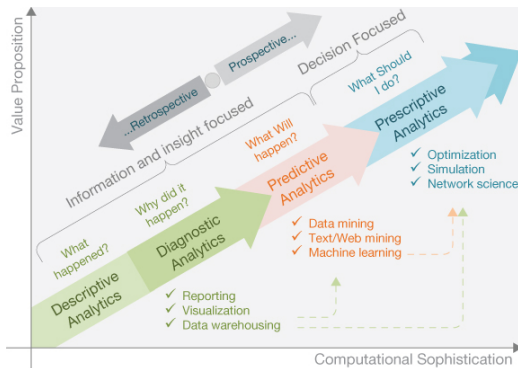 Value Proposition
Computational Sophistication
...Retrospective
Prospective...
Information and insight focused
Decision Focused
What
happened?
Why did it
happen?
What Will
happen?
What Should
I do?
Descriptive
Analytics
Diagnostic
Analytics
Predictive
Analytics
Prescriptive
Analytics
✓ Reporting
✓ Visualization
✓ Data warehousing
✓ Data mining
✓ Text/Web mining
✓ Machine learning
✓ Optimization
✓ Simulation
✓ Network science